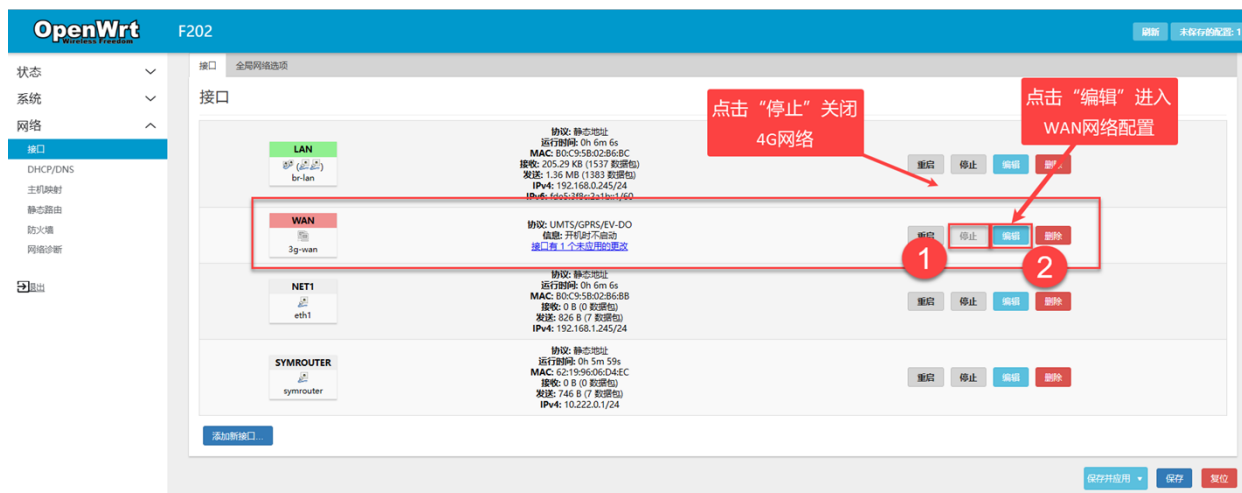 OpenWrt
Wireless Freedom
F202
刷新
未保存的配置: 1
状态
系统
网络
接口
DHCP/DNS
主机映射
静态路由
防火墙
网络诊断
退出
接口
全局网络选项
接口
点击“停止”关闭
4G网络
点击“编辑”进入
WAN网络配置
LAN
br-lan
协议: 静态地址
运行时间: 0h 6m 6s
MAC: B0:C9:5B:02:B6:BC
接收: 205.29 KB (1537 数据包)
发送: 1.36 MB (1383 数据包)
IPv4: 192.168.0.245/24
IPv6: fde5:3f8c:2a1b::1/60
重启 停止 编辑 删除
WAN
3g-wan
协议: UMTS/GPRS/EV-DO
信息: 开机时不启动
接口有 1 个未应用的更改
重启 停止 编辑 删除
1
2
NET1
eth1
协议: 静态地址
运行时间: 0h 6m 6s
MAC: B0:C9:5B:02:B6:BB
接收: 0 B (0 数据包)
发送: 826 B (7 数据包)
IPv4: 192.168.1.245/24
重启 停止 编辑 删除
SYMROUTER
symrouter
协议: 静态地址
运行时间: 0h 5m 59s
MAC: 62:19:96:06:D4:EC
接收: 0 B (0 数据包)
发送: 746 B (7 数据包)
IPv4: 10.222.0.1/24
重启 停止 编辑 删除
添加新接口...
保存并应用
保存
复位